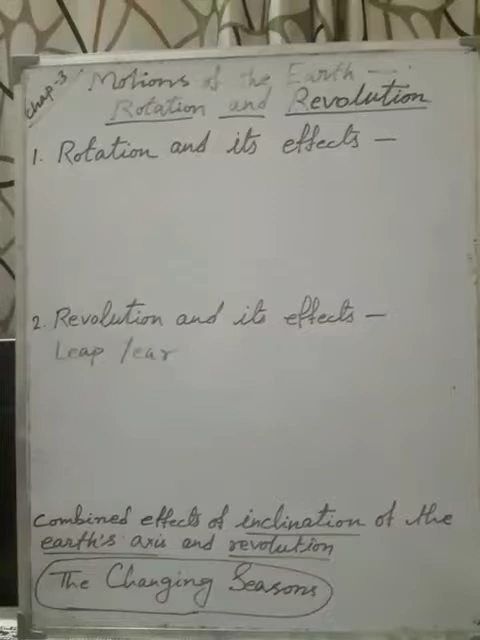 Chap.3
Motions of the Earth —
Rotation and Revolution
1. Rotation and its effects —
2. Revolution and its effects —
Leap Year
Combined effects of inclination of the
earth's axis and revolution
The Changing Seasons